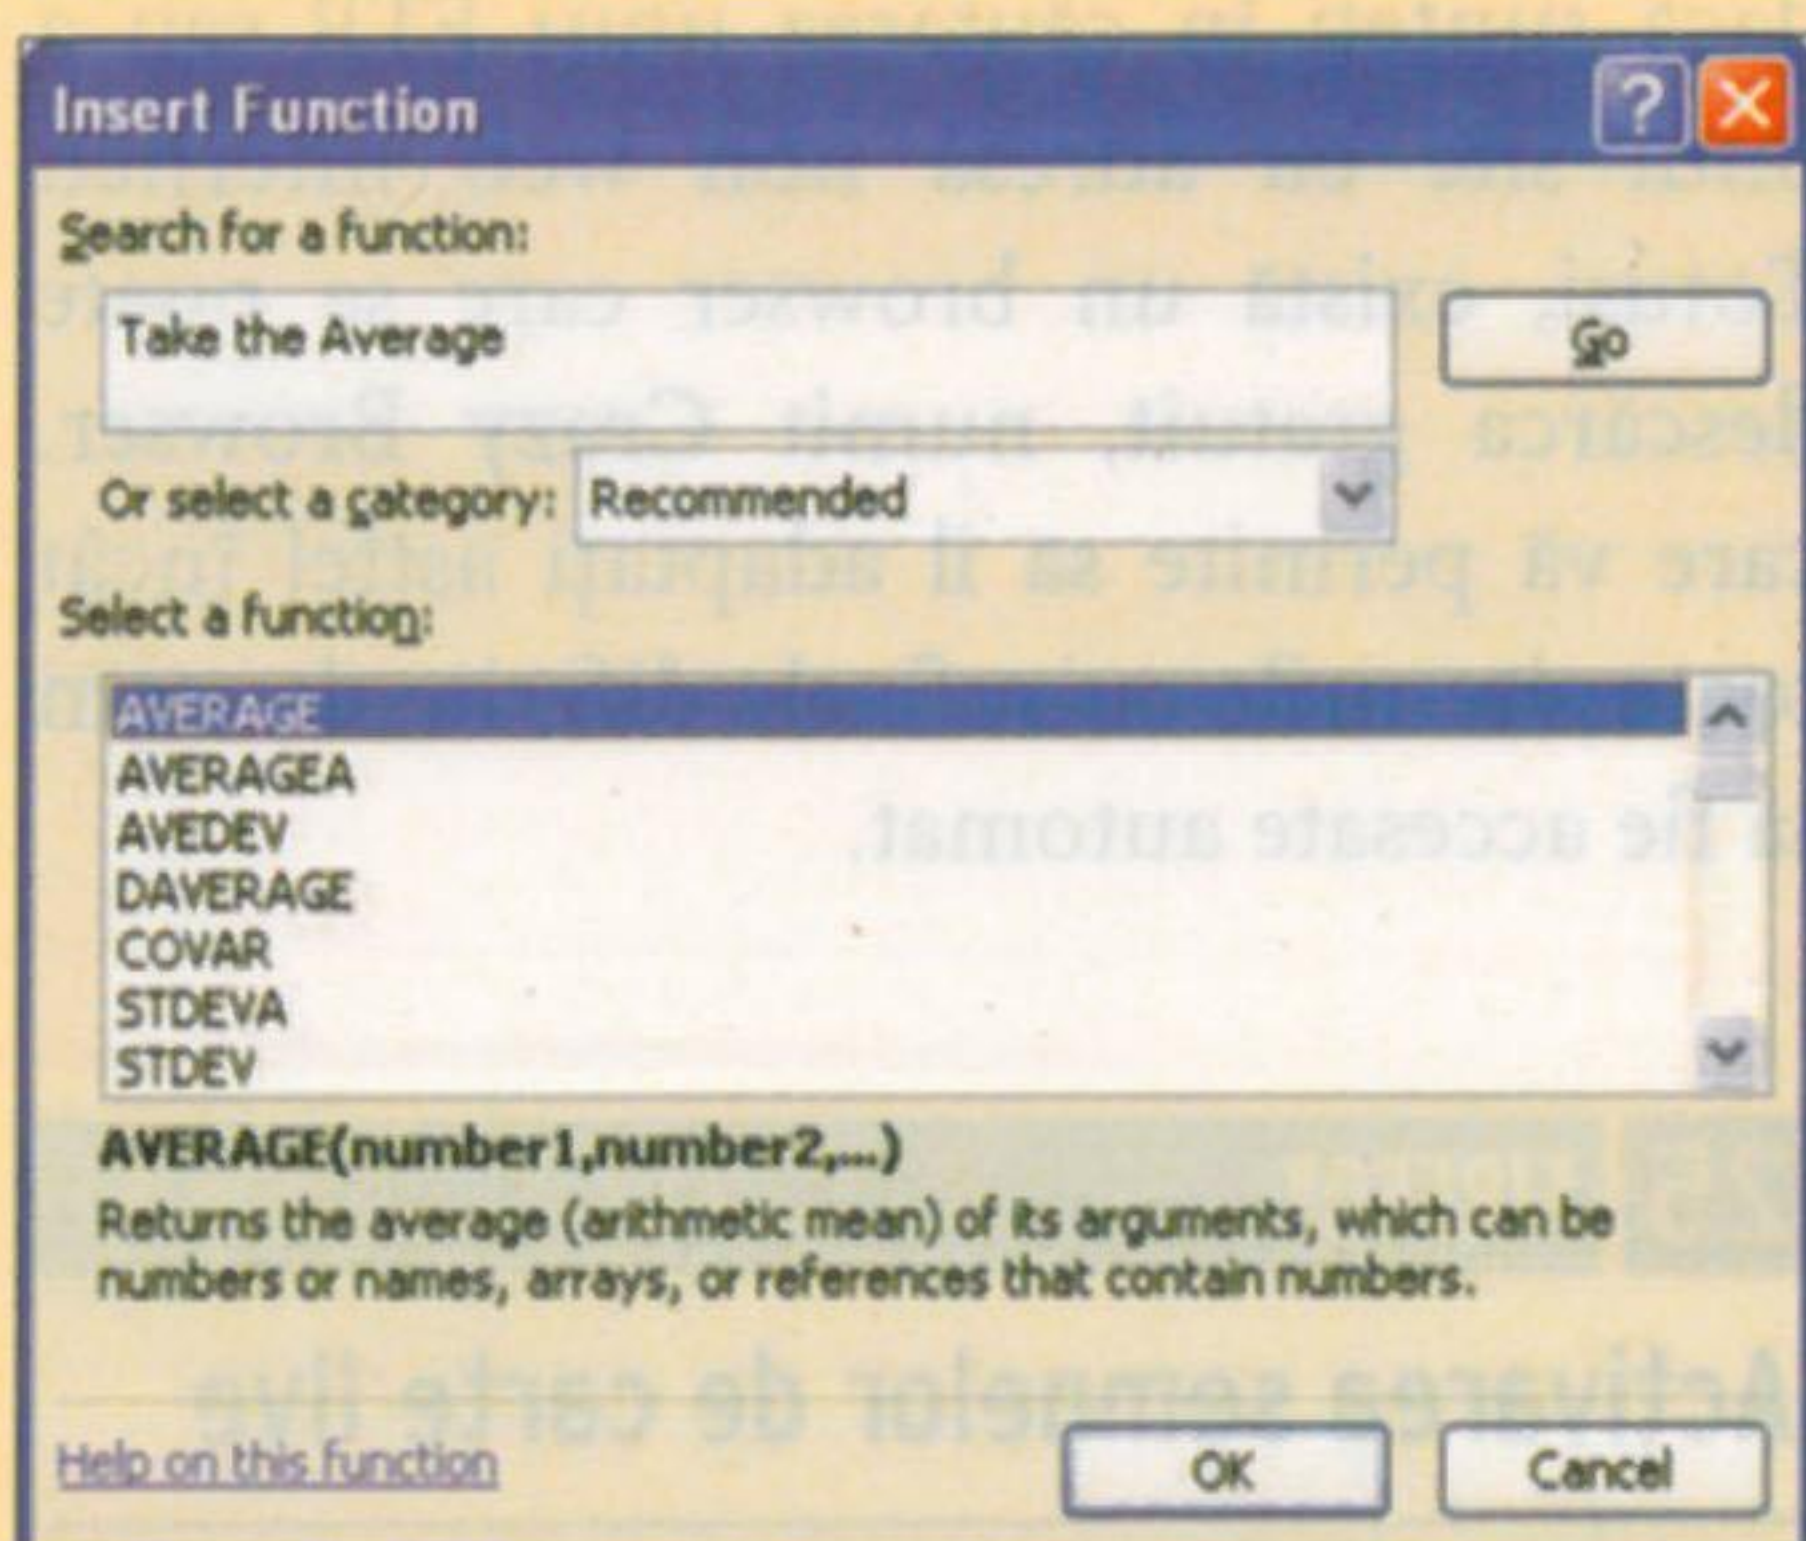 Insert Function
Search for a function:
Take the Average
Go
Or select a category: Recommended
Select a function:
AVERAGE
AVERAGEA
AVEDEV
DAVERAGE
COVAR
STDEVA
STDEV
AVERAGE(number1,number2,...)
Returns the average (arithmetic mean) of its arguments, which can be
numbers or names, arrays, or references that contain numbers.
Help on this function
OK
Cancel